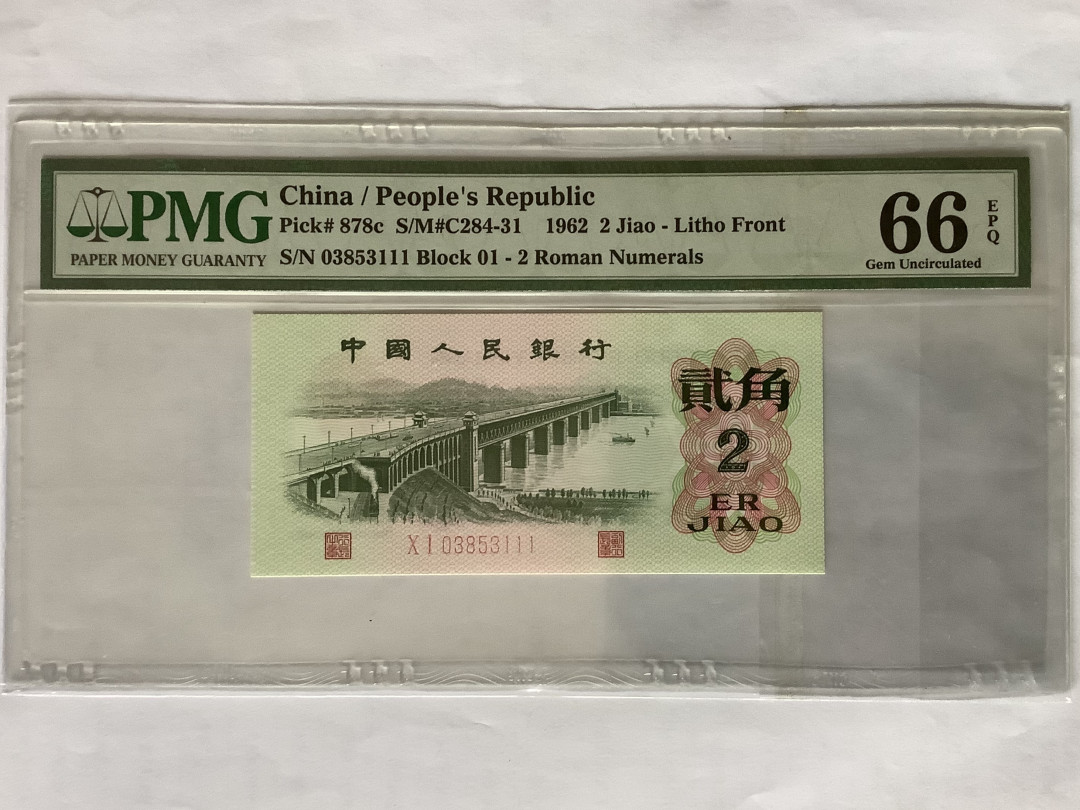 PMG
PAPER MONEY GUARANTY
China / People's Republic
Pick# 878c S/M#C284-31 1962 2 Jiao - Litho Front
S/N 03853111 Block 01 - 2 Roman Numerals
66
EPQ
Gem Uncirculated
中國人民銀行
貳角
2
ER
JIAO
X I 03853111